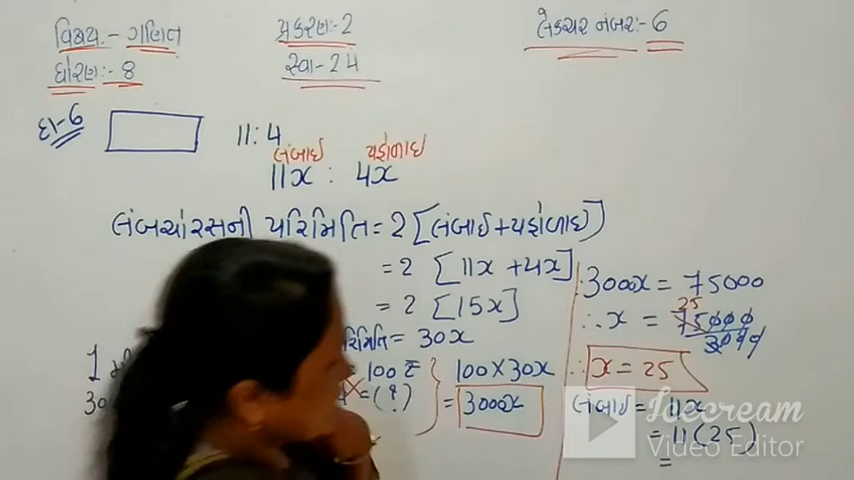 વિષય:- ગણિત
પ્રકરણ:-2
લેક્ચર નંબર:- 6
ધોરણ:- 8
સ્વા-2.4
દા-6
11:4
લંબાઈ પહોળાઈ
11x : 4x
લંબચોરસની પરિમિતિ = 2 [લંબાઈ+પહોળાઈ]
= 2 [11x +4x]
= 2 [15x]
પરિમિતિ= 30x
1 મી
= 100 ₹
30
= (?)
100 X 30x
= 3000x
3000x = 75000
25
∴ x = 75000
3000
∴ x = 25
લંબાઈ = 11x
= 11(25)
=
Icecream
Video Editor